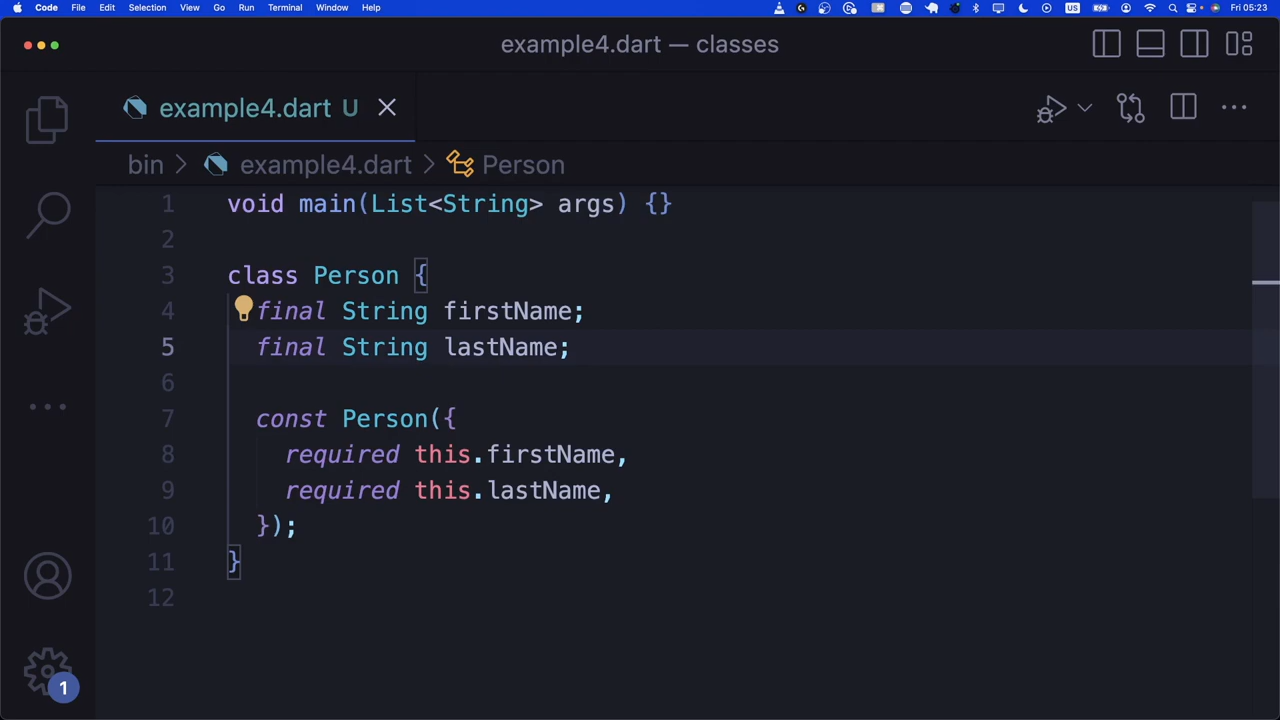 Code File Edit Selection View Go Run Terminal Window Help US Fri 05:23
example4.dart — classes
example4.dart U
bin > example4.dart > Person
1 void main(List<String> args) {}
2
3 class Person {
4 final String firstName;
5 final String lastName;
6
7 const Person({
8 required this.firstName,
9 required this.lastName,
10 });
11 }
12
1